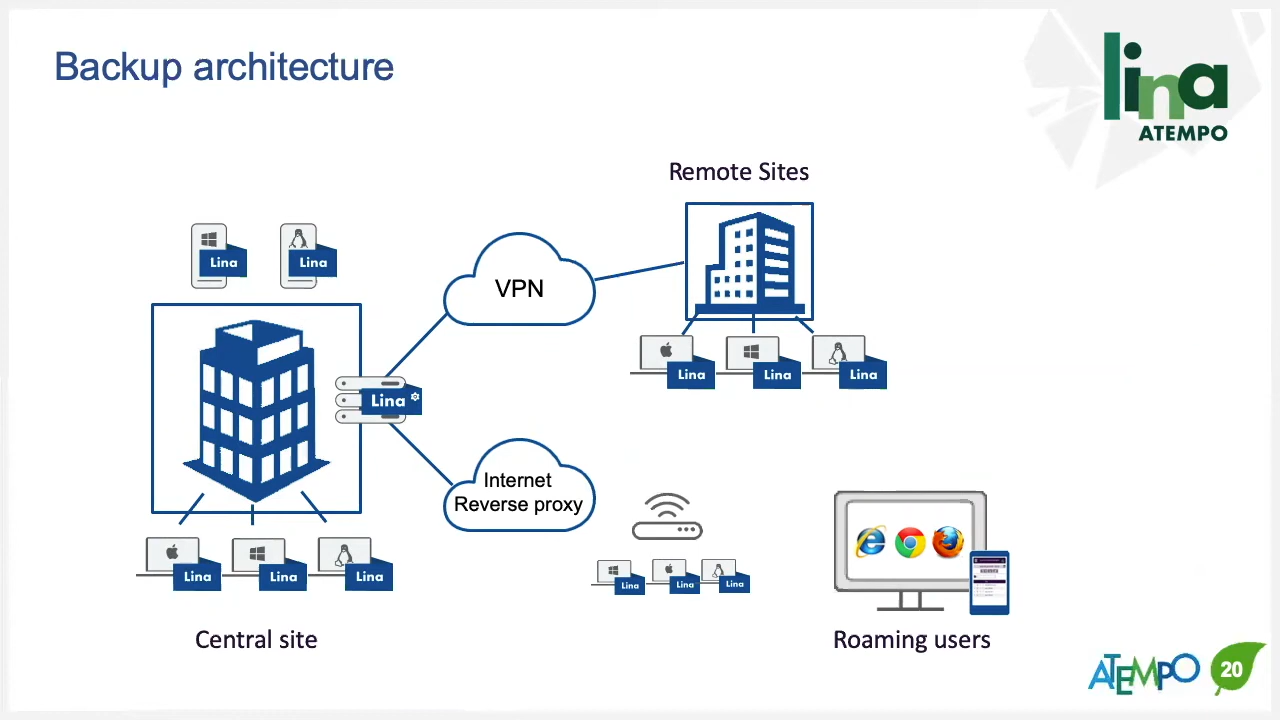 Backup architecture
lina
ATEMPO
Remote Sites
Lina
Lina
VPN
Lina
Lina
Lina
Lina
Internet
Reverse proxy
Lina
Lina
Lina
Lina
Lina
Lina
Central site
Roaming users
ATEMPO
20